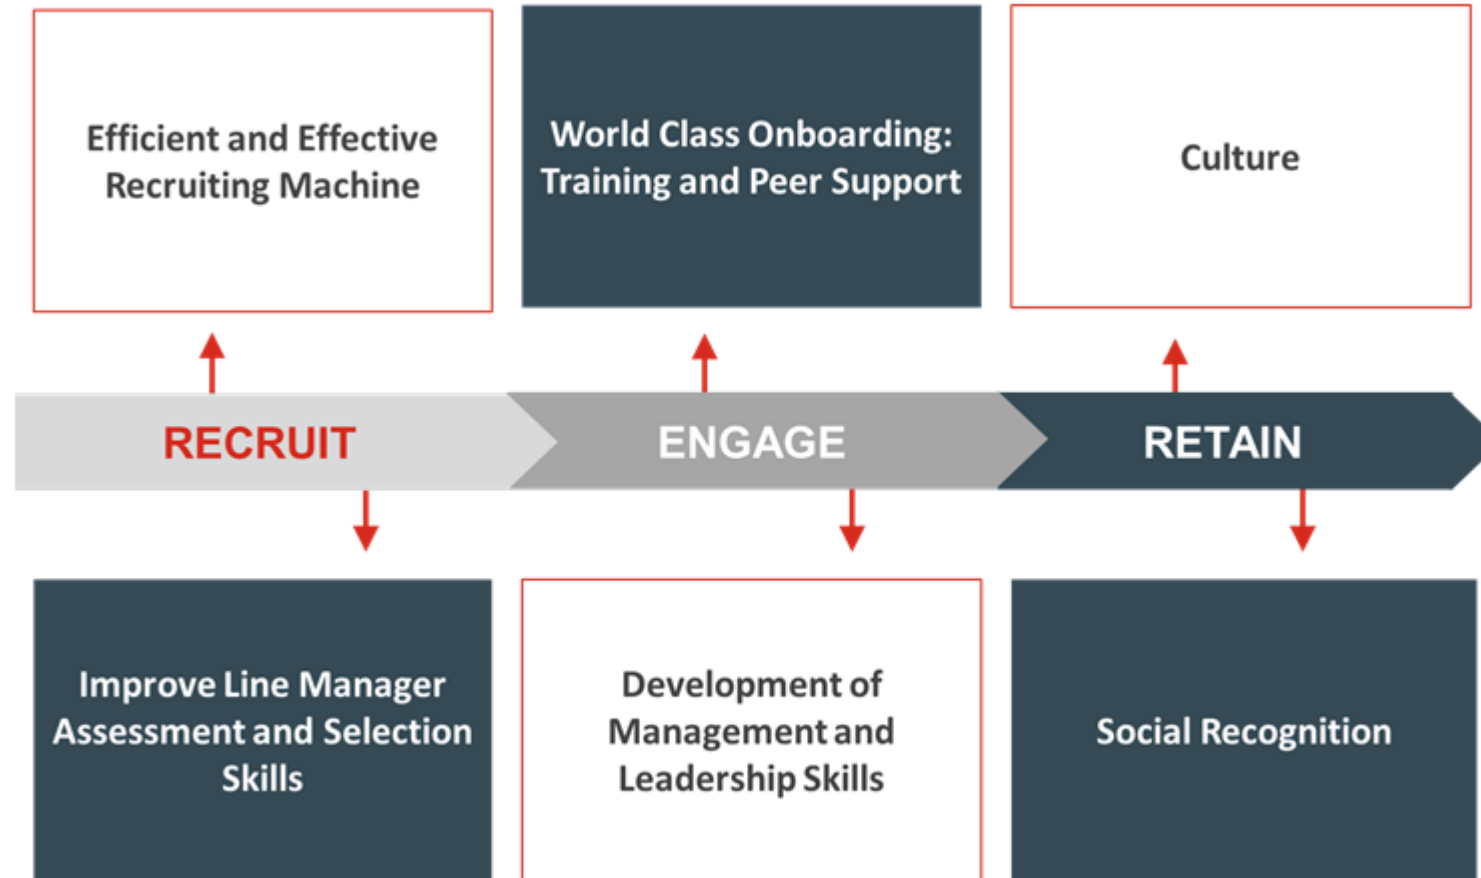 Efficient and Effective
Recruiting Machine
World Class Onboarding:
Training and Peer Support
Culture
RECRUIT
ENGAGE
RETAIN
Improve Line Manager
Assessment and Selection
Skills
Development of
Management and
Leadership Skills
Social Recognition